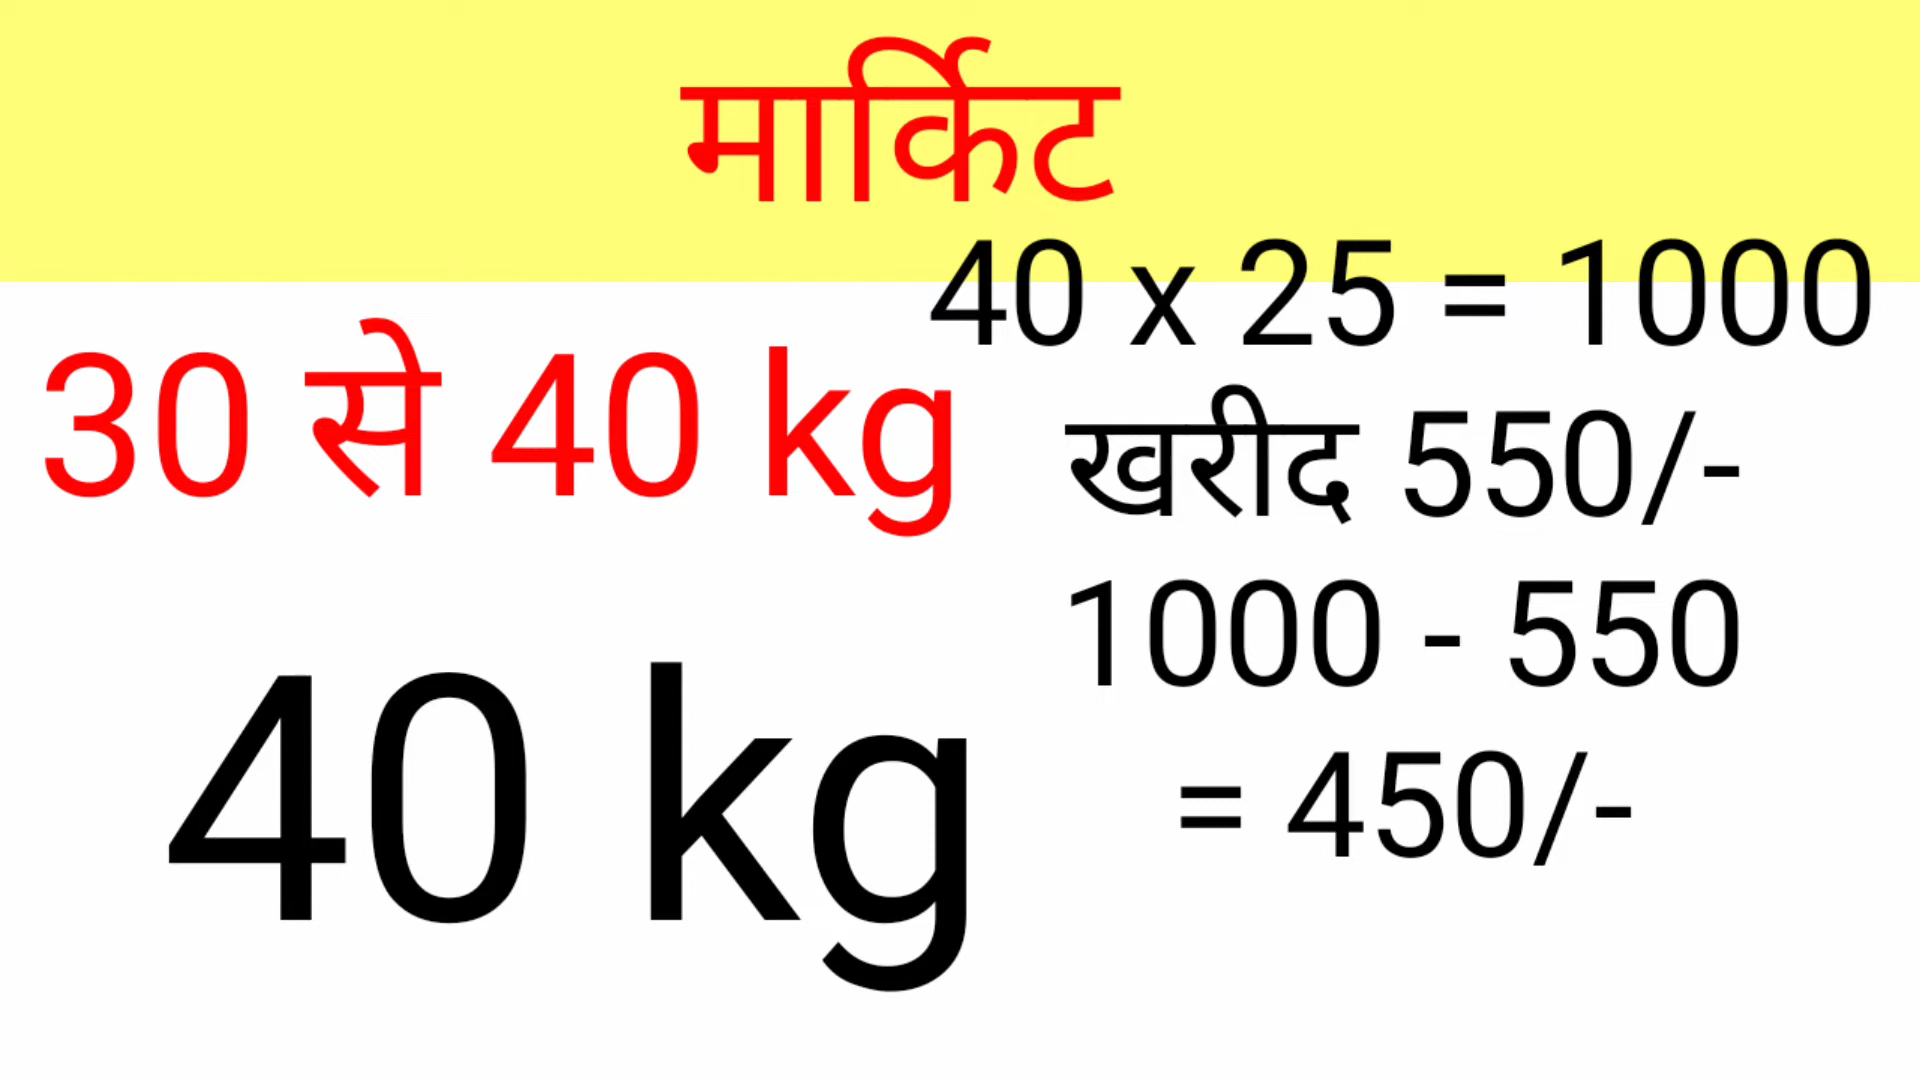 मार्किट
30 से 40 kg
40 kg
40 x 25 = 1000
खरीद 550/-
1000 - 550
= 450/-